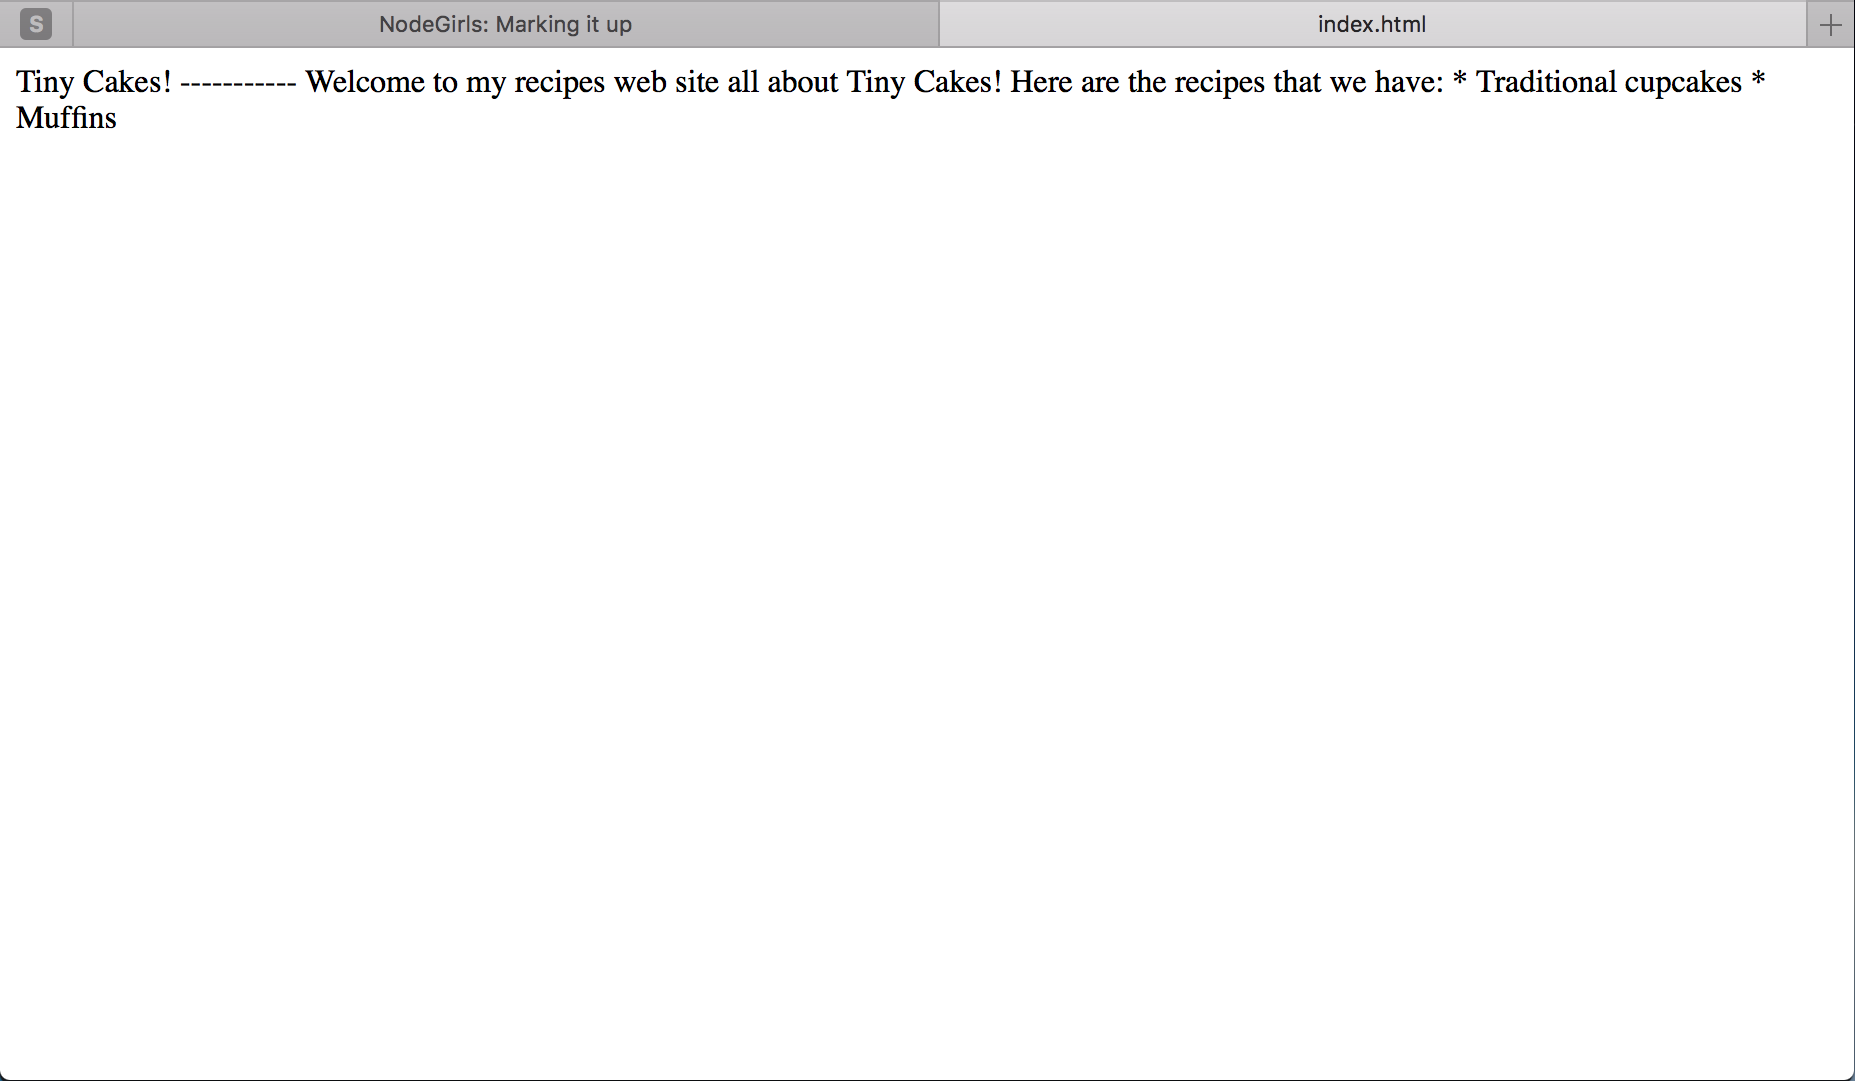 S
NodeGirls: Marking it up
index.html
Tiny Cakes! ----------- Welcome to my recipes web site all about Tiny Cakes! Here are the recipes that we have: * Traditional cupcakes *
Muffins